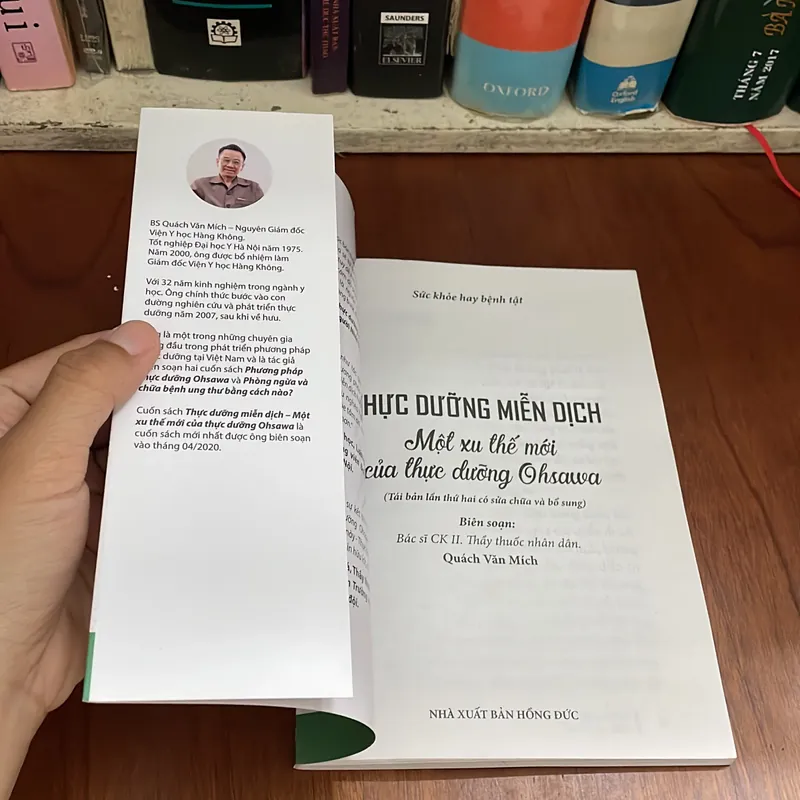 ui
SAUNDERS
ELSEVIER
OXFORD
Oxford
English
THÁNG 7
NĂM 2017
BS Quách Văn Mích – Nguyên Giám đốc
Viện Y học Hàng Không.
Tốt nghiệp Đại học Y Hà Nội năm 1975.
Năm 2000, ông được bổ nhiệm làm
Giám đốc Viện Y học Hàng Không.
Với 32 năm kinh nghiệm trong ngành y
học. Ông chính thức bước vào con
đường nghiên cứu và phát triển thực
dưỡng năm 2007, sau khi về hưu.
là một trong những chuyên gia
đầu trong phát triển phương pháp
dưỡng tại Việt Nam và là tác giả
soạn hai cuốn sách Phương pháp
thực dưỡng Ohsawa và Phòng ngừa và
chữa bệnh ung thư bằng cách nào?
Cuốn sách Thực dưỡng miễn dịch – Một
xu thế mới của thực dưỡng Ohsawa là
cuốn sách mới nhất được ông biên soạn
vào tháng 04/2020.
Sức khỏe hay bệnh tật
HỰC DƯỠNG MIỄN DỊCH
Một xu thế mới
của thực dưỡng Ohsawa
(Tái bản lần thứ hai có sửa chữa và bổ sung)
Biên soạn:
Bác sĩ CK II. Thầy thuốc nhân dân.
Quách Văn Mích
NHÀ XUẤT BẢN HỒNG ĐỨC